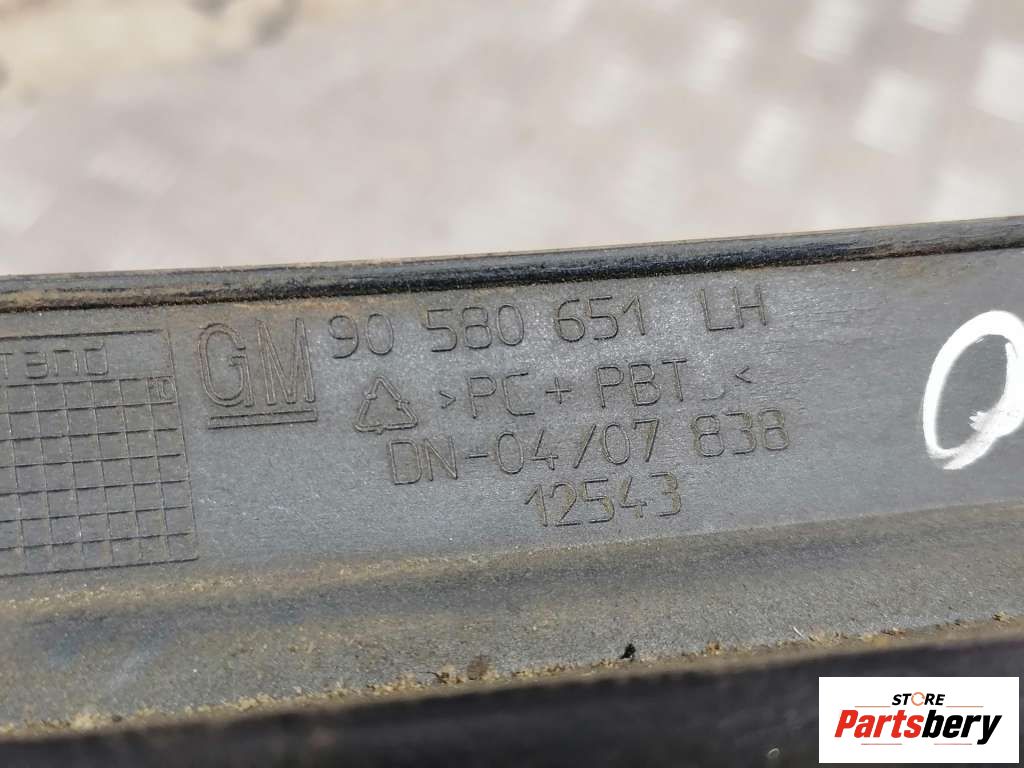 GM 90 580 651 LH
>PC + PBT <
DN-04/07 838
12543
STORE
Partsbery